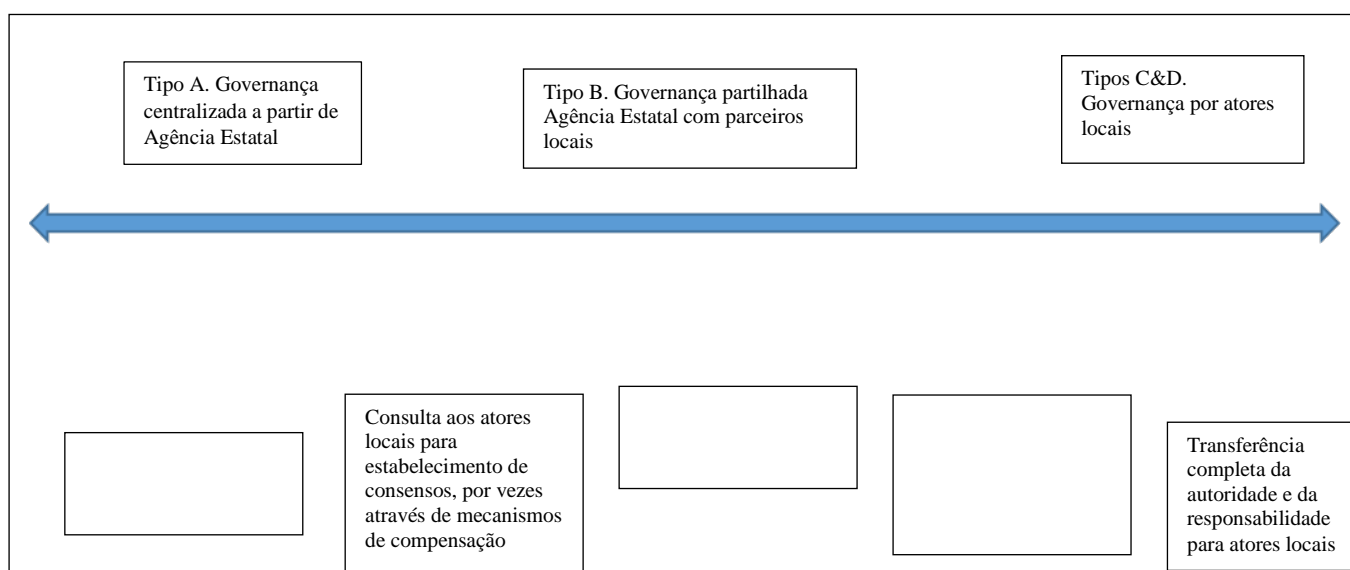 Tipo A. Governança
centralizada a partir de
Agência Estatal
Tipo B. Governança partilhada
Agência Estatal com parceiros
locais
Tipos C&D.
Governança por atores
locais
Consulta aos atores
locais para
estabelecimento de
consensos, por vezes
através de mecanismos
de compensação
Transferência
completa da
autoridade e da
responsabilidade
para atores locais